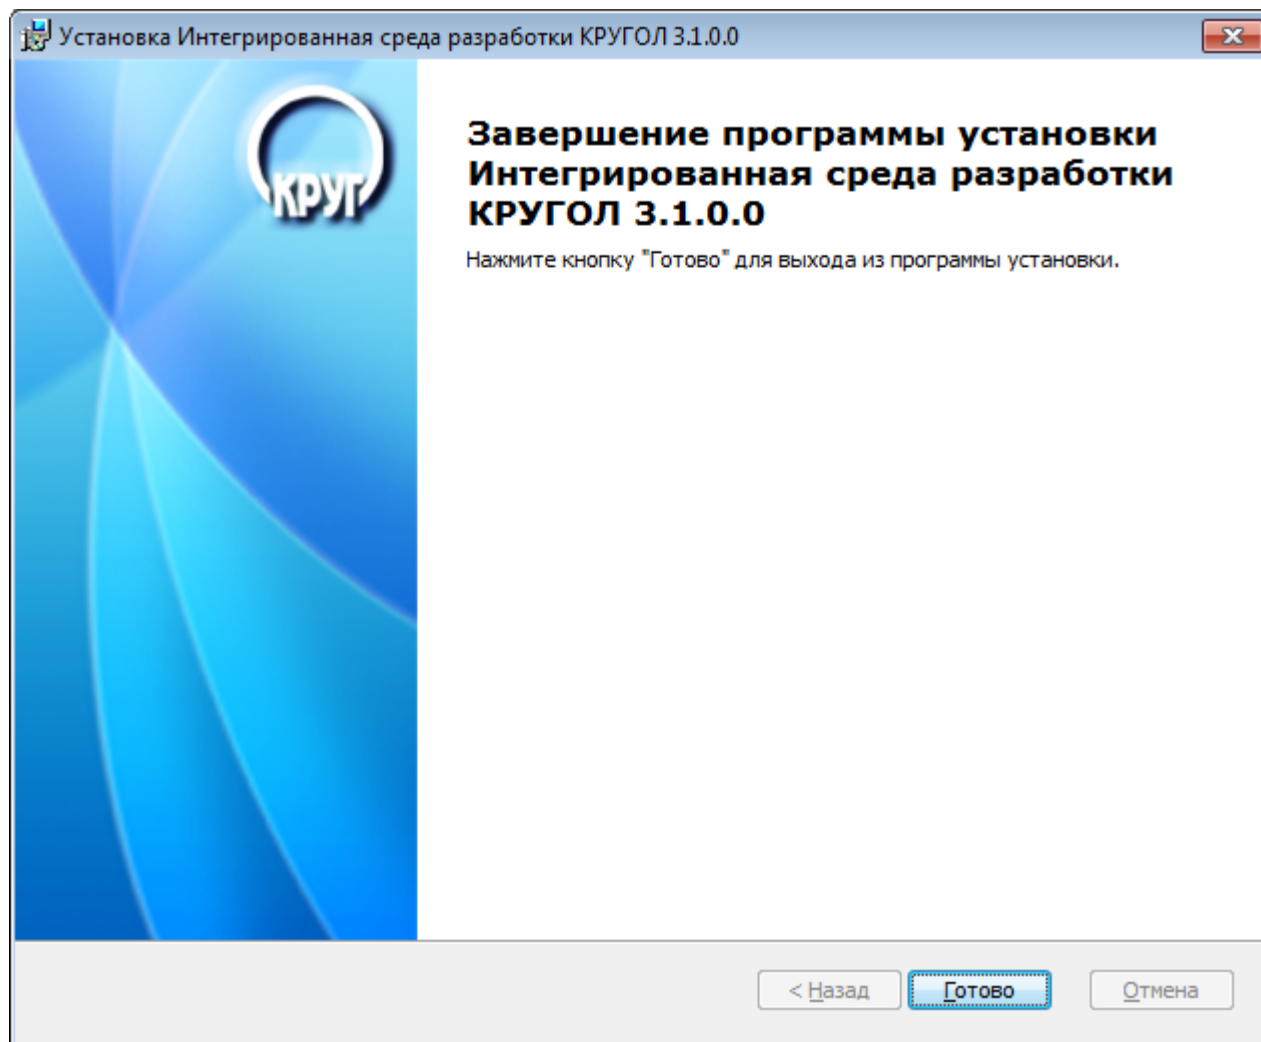 Установка Интегрированная среда разработки КРУГОЛ 3.1.0.0
КРУГ
Завершение программы установки
Интегрированная среда разработки
КРУГОЛ 3.1.0.0
Нажмите кнопку "Готово" для выхода из программы установки.
< Назад
Готово
Отмена